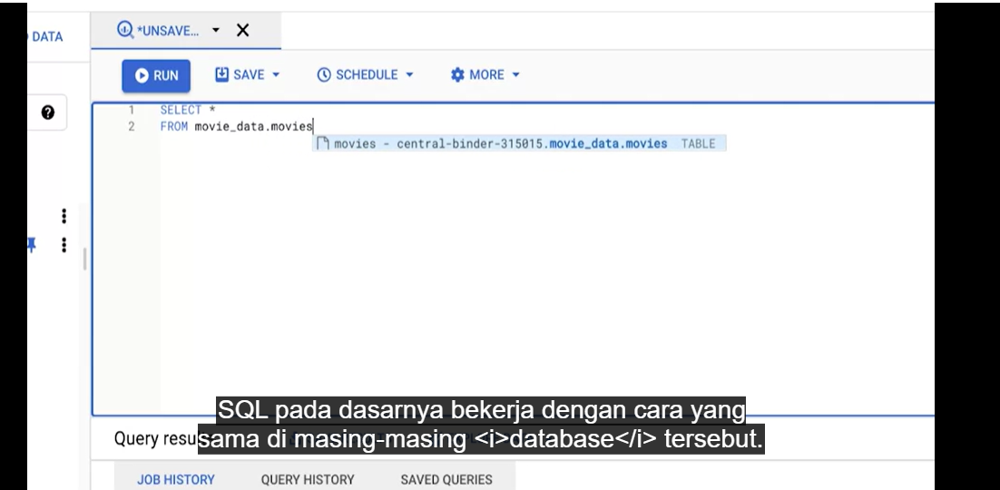 DATA
*UNSAVE...
RUN
SAVE
SCHEDULE
MORE
1 SELECT *
2 FROM movie_data.movies
movies - central-binder-315015.movie_data.movies TABLE
SQL pada dasarnya bekerja dengan cara yang
Query resu
sama di masing-masing <i>database</i> tersebut.
JOB HISTORY
QUERY HISTORY
SAVED QUERIES